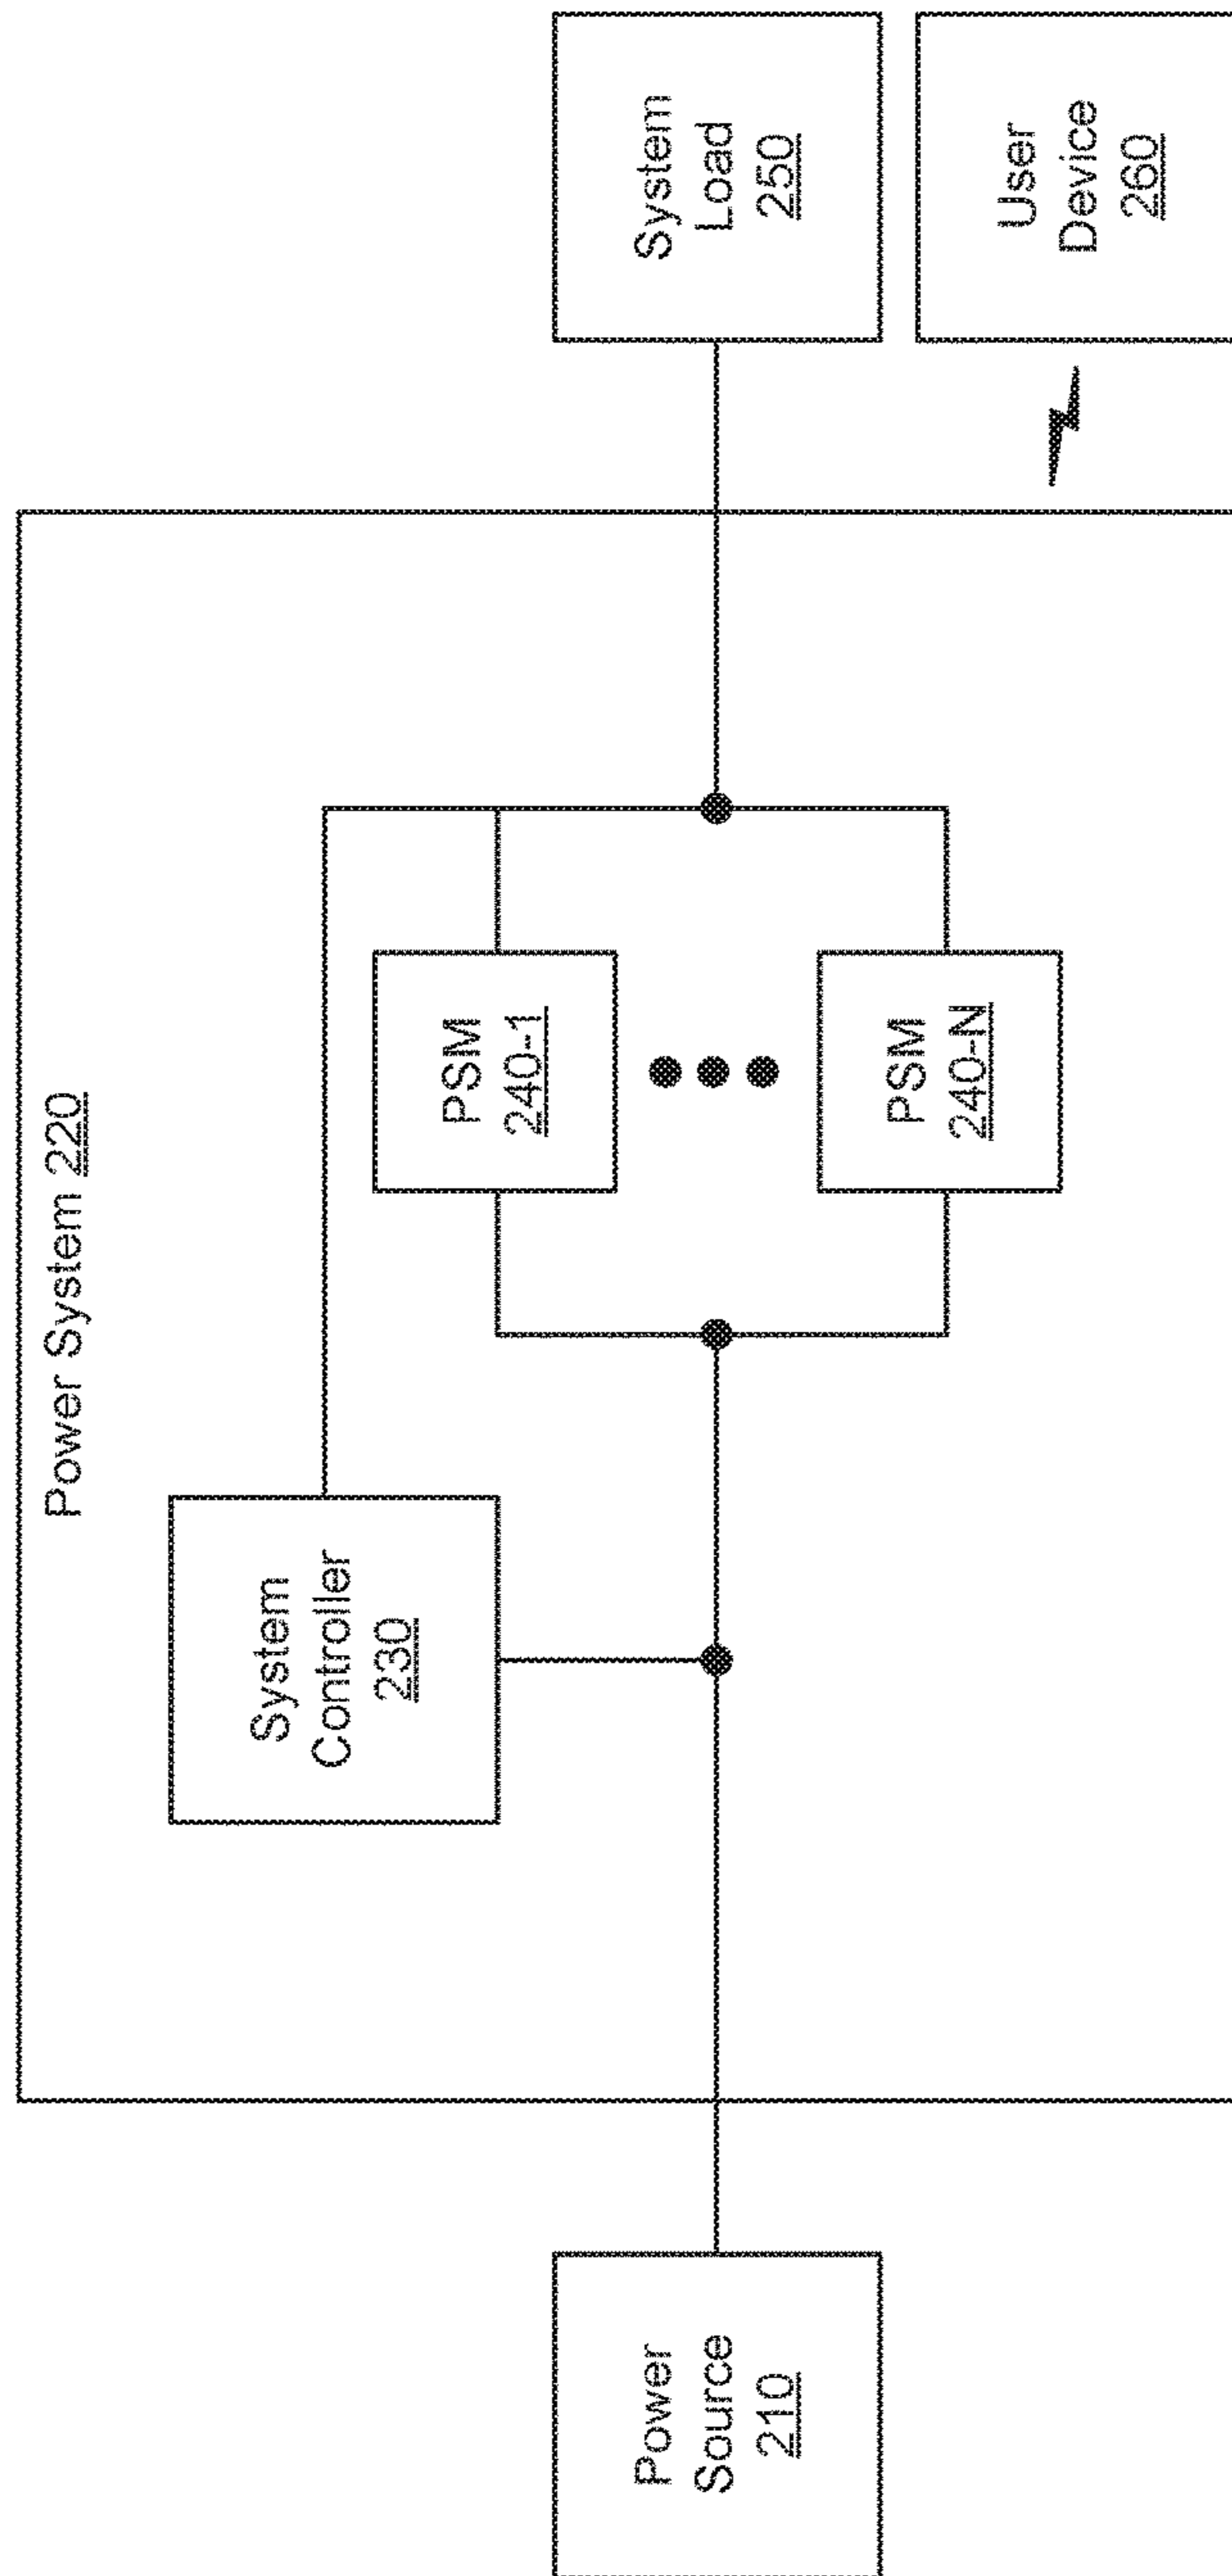 Power System 220
System
Controller
230
PSM
240-1
PSM
240-N
Power
Source
210
System
Load
250
User
Device
260